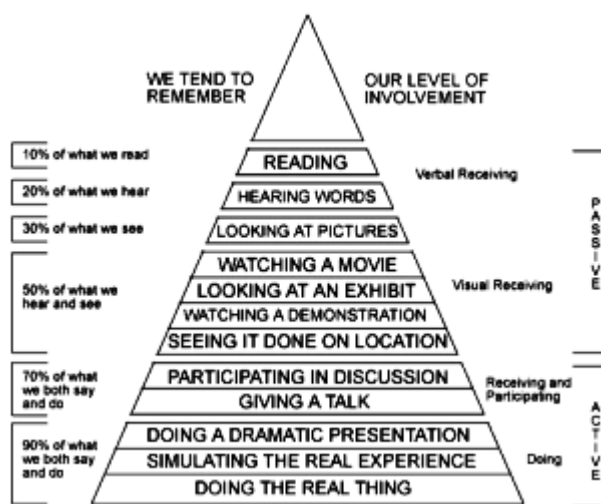 WE TEND TO
REMEMBER
OUR LEVEL OF
INVOLVEMENT
10% of what we read
READING
Verbal Receiving
20% of what we hear
HEARING WORDS
30% of what we see
LOOKING AT PICTURES
50% of what we
hear and see
WATCHING A MOVIE
LOOKING AT AN EXHIBIT
WATCHING A DEMONSTRATION
SEEING IT DONE ON LOCATION
Visual Receiving
PASSIVE
70% of what
we both say
and do
PARTICIPATING IN DISCUSSION
GIVING A TALK
Receiving and
Participating
90% of what
we both say
and do
DOING A DRAMATIC PRESENTATION
SIMULATING THE REAL EXPERIENCE
DOING THE REAL THING
Doing
ACTIVE